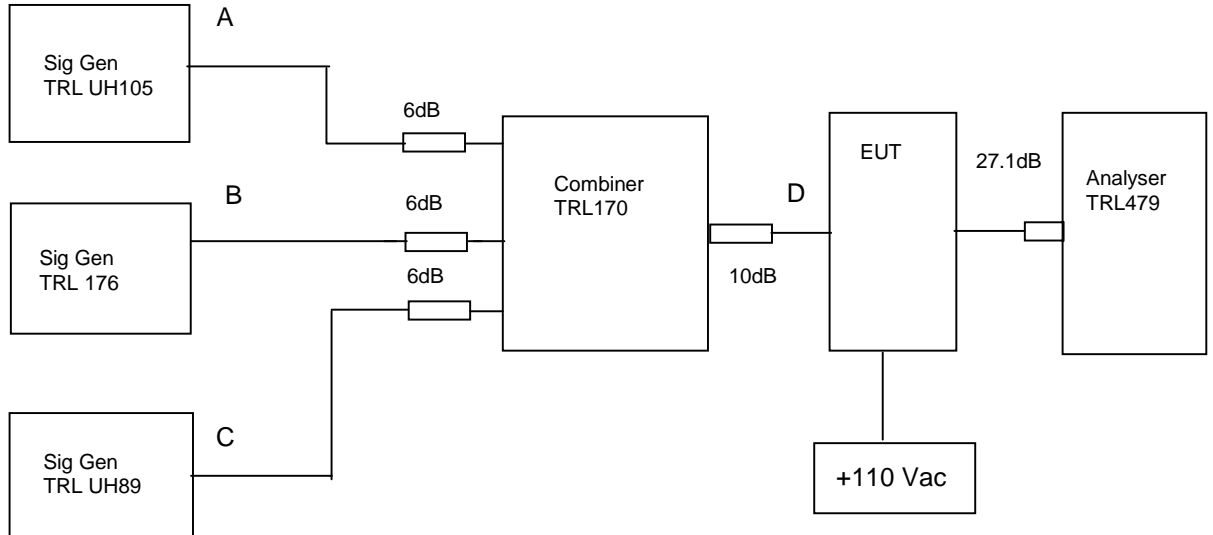 A
Sig Gen
TRL UH105
6dB
B
Sig Gen
TRL 176
6dB
C
Sig Gen
TRL UH89
6dB
Combiner
TRL170
10dB
D
EUT
+110 Vac
27.1dB
Analyser
TRL479